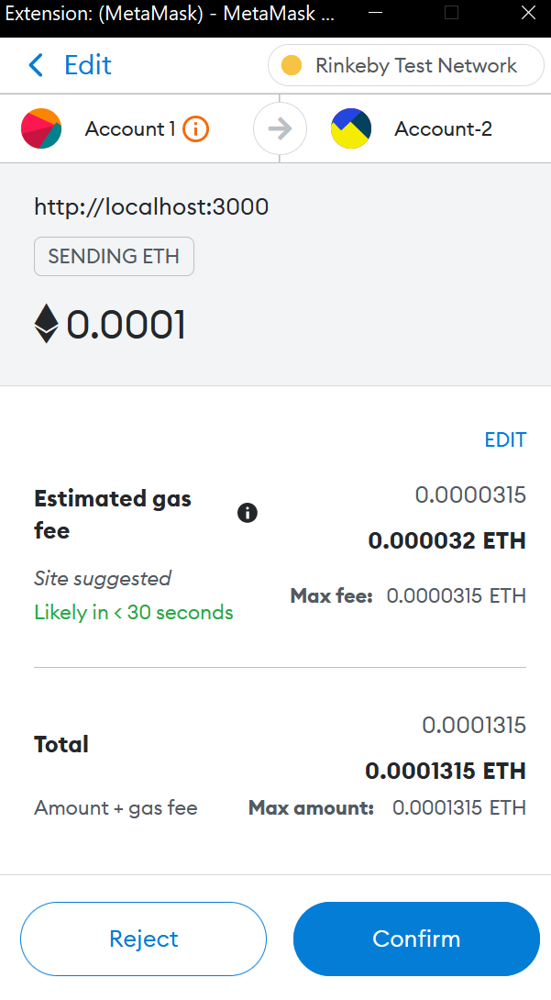 Extension: (MetaMask) - MetaMask ...
Edit
Rinkeby Test Network
Account 1
Account-2
http://localhost:3000
SENDING ETH
0.0001
EDIT
Estimated gas
fee
0.0000315
0.000032 ETH
Site suggested
Likely in < 30 seconds
Max fee: 0.0000315 ETH
Total
0.0001315
0.0001315 ETH
Amount + gas fee
Max amount: 0.0001315 ETH
Reject
Confirm